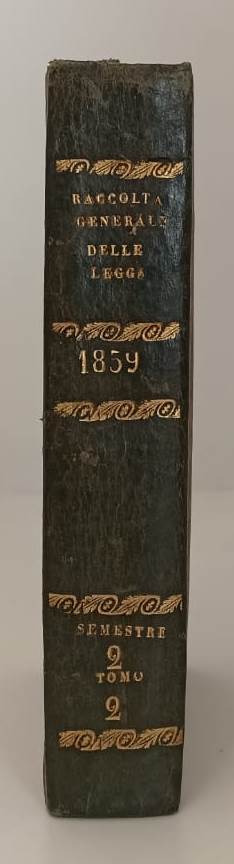 RACCOLTA
GENERALE
DELLE
LEGGI
1859
SEMESTRE
2
TOMO
2